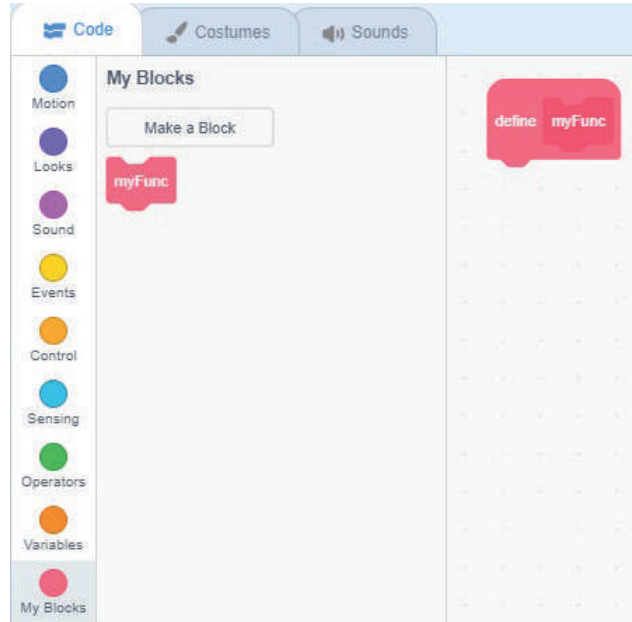 Code
Costumes
Sounds
Motion
Looks
Sound
Events
Control
Sensing
Operators
Variables
My Blocks
My Blocks
Make a Block
myFunc
define myFunc